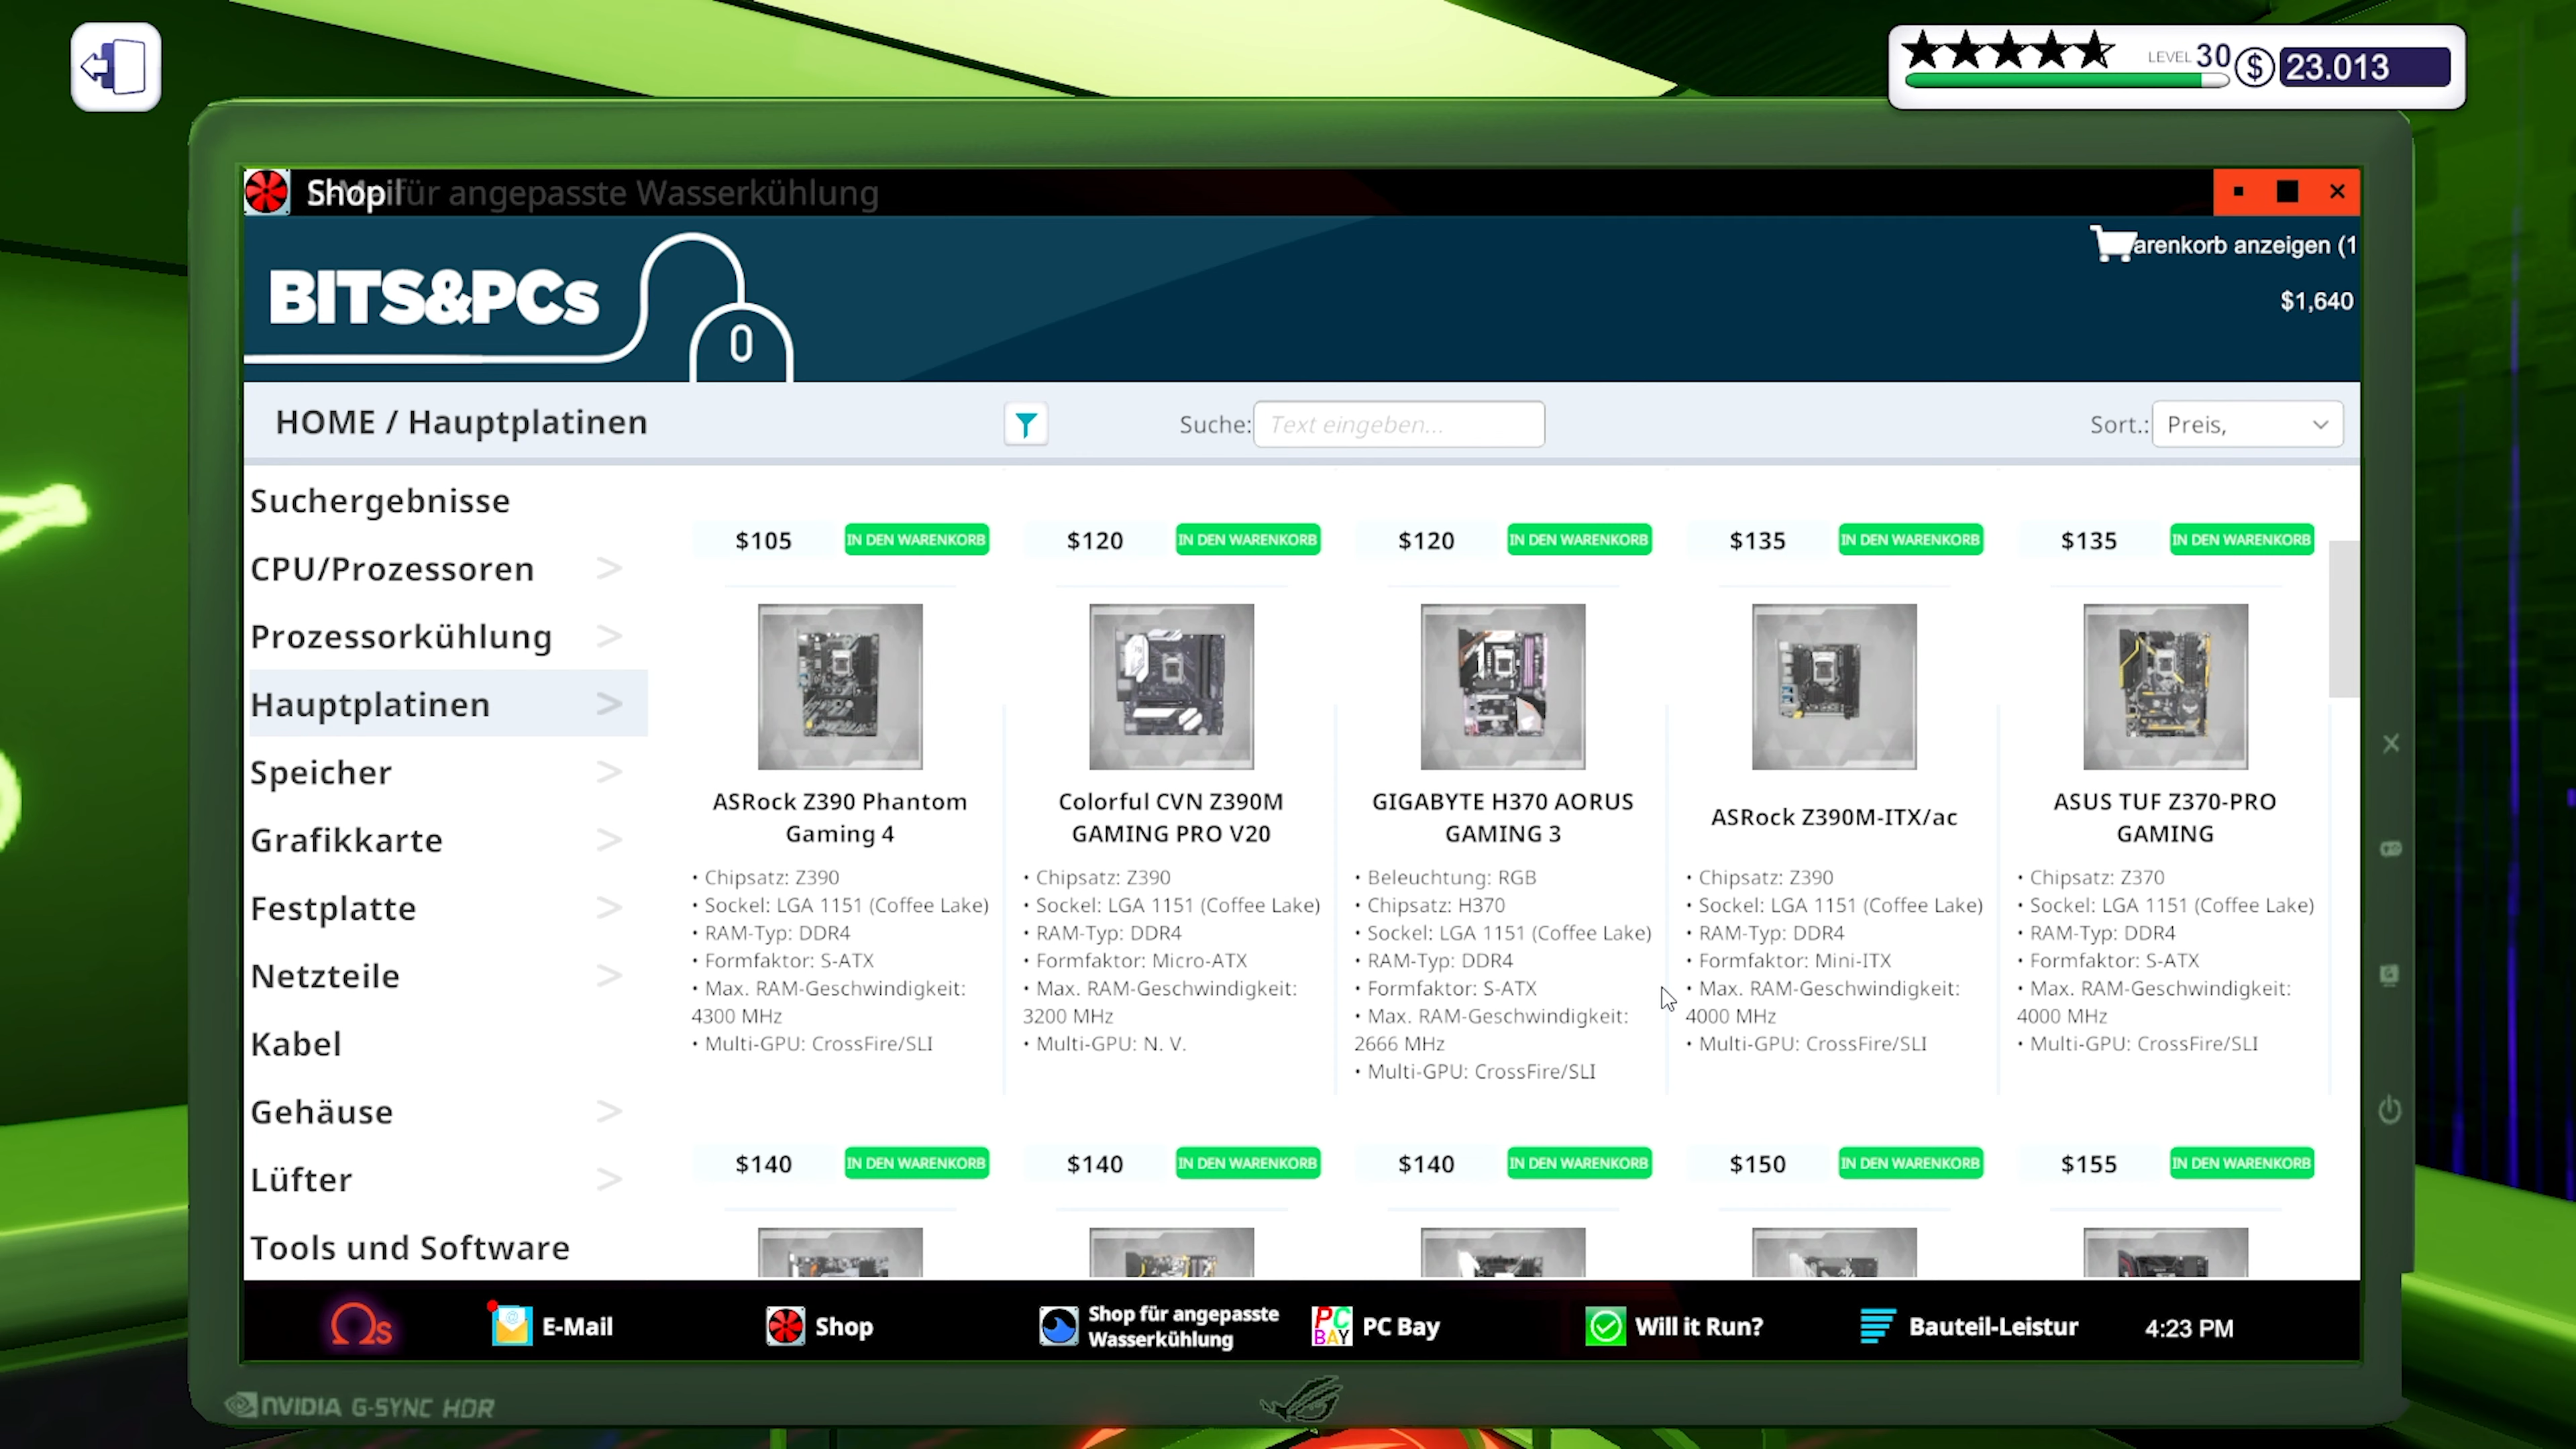 LEVEL 30 $ 23.013
Shop
für angepasste Wasserkühlung
BITS&PCs
arenkorb anzeigen (1
$1,640
HOME / Hauptplatinen
Suche: Text eingeben...
Sort.: Preis,
Suchergebnisse
CPU/Prozessoren >
Prozessorkühlung >
Hauptplatinen >
Speicher >
Grafikkarte >
Festplatte >
Netzteile >
Kabel
Gehäuse >
Lüfter >
Tools und Software
$105 IN DEN WARENKORB
$120 IN DEN WARENKORB
$120 IN DEN WARENKORB
$135 IN DEN WARENKORB
$135 IN DEN WARENKORB
ASRock Z390 Phantom
Gaming 4
• Chipsatz: Z390
• Sockel: LGA 1151 (Coffee Lake)
• RAM-Typ: DDR4
• Formfaktor: S-ATX
• Max. RAM-Geschwindigkeit:
4300 MHz
• Multi-GPU: CrossFire/SLI
$140 IN DEN WARENKORB
Colorful CVN Z390M
GAMING PRO V20
• Chipsatz: Z390
• Sockel: LGA 1151 (Coffee Lake)
• RAM-Typ: DDR4
• Formfaktor: Micro-ATX
• Max. RAM-Geschwindigkeit:
3200 MHz
• Multi-GPU: N. V.
$140 IN DEN WARENKORB
GIGABYTE H370 AORUS
GAMING 3
• Beleuchtung: RGB
• Chipsatz: H370
• Sockel: LGA 1151 (Coffee Lake)
• RAM-Typ: DDR4
• Formfaktor: S-ATX
• Max. RAM-Geschwindigkeit:
2666 MHz
• Multi-GPU: CrossFire/SLI
$140 IN DEN WARENKORB
ASRock Z390M-ITX/ac
• Chipsatz: Z390
• Sockel: LGA 1151 (Coffee Lake)
• RAM-Typ: DDR4
• Formfaktor: Mini-ITX
• Max. RAM-Geschwindigkeit:
4000 MHz
• Multi-GPU: CrossFire/SLI
$150 IN DEN WARENKORB
ASUS TUF Z370-PRO
GAMING
• Chipsatz: Z370
• Sockel: LGA 1151 (Coffee Lake)
• RAM-Typ: DDR4
• Formfaktor: S-ATX
• Max. RAM-Geschwindigkeit:
4000 MHz
• Multi-GPU: CrossFire/SLI
$155 IN DEN WARENKORB
Ωs
E-Mail
Shop
Shop für angepasste
Wasserkühlung
PC
BAY
PC Bay
Will it Run?
Bauteil-Leistur
4:23 PM
NVIDIA G-SYNC HDR